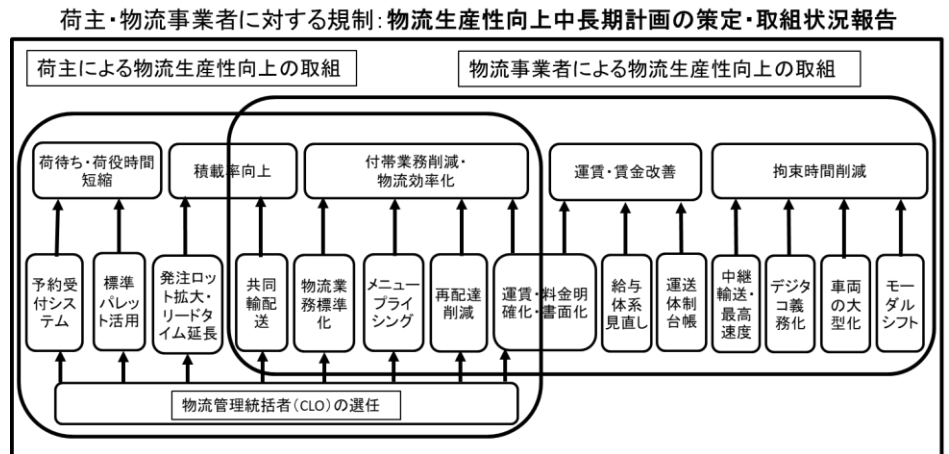 荷主・物流事業者に対する規制：物流生産性向上中長期計画の策定・取組状況報告
荷主による物流生産性向上の取組
物流事業者による物流生産性向上の取組
荷待ち・荷役時間
短縮
積載率向上
付帯業務削減・
物流効率化
運賃・賃金改善
拘束時間削減
予約受
付シス
テム
標準
パレッ
ト活用
発注ロッ
ト拡大・
リードタ
イム延長
共同
輸配
送
物流業
務標準
化
メニュー
プライ
シング
再配達
削減
運賃・料金明
確化・書面化
給与
体系
見直し
運送
体制
台帳
中継
輸送・
最高
速度
デジタ
コ義
務化
車両
の大
型化
モー
ダル
シフト
物流管理統括者（CLO）の選任